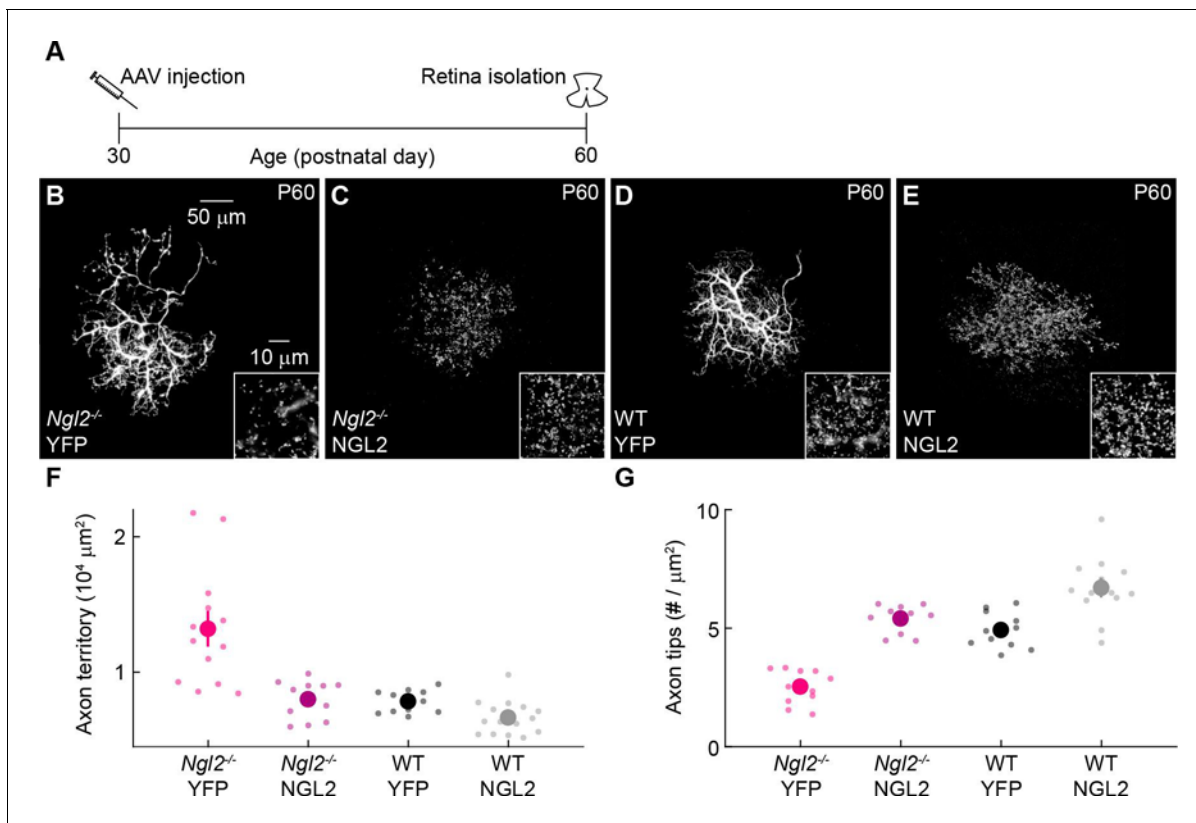 A
AAV injection
Retina isolation
30
Age (postnatal day)
60
B
P60
50 μm
10 μm
Ngl2-/-
YFP
C
P60
Ngl2-/-
NGL2
D
P60
WT
YFP
E
P60
WT
NGL2
F
Axon territory (10⁴ μm²)
2
1
Ngl2-/-
YFP
Ngl2-/-
NGL2
WT
YFP
WT
NGL2
G
Axon tips (# / μm²)
10
5
0
Ngl2-/-
YFP
Ngl2-/-
NGL2
WT
YFP
WT
NGL2